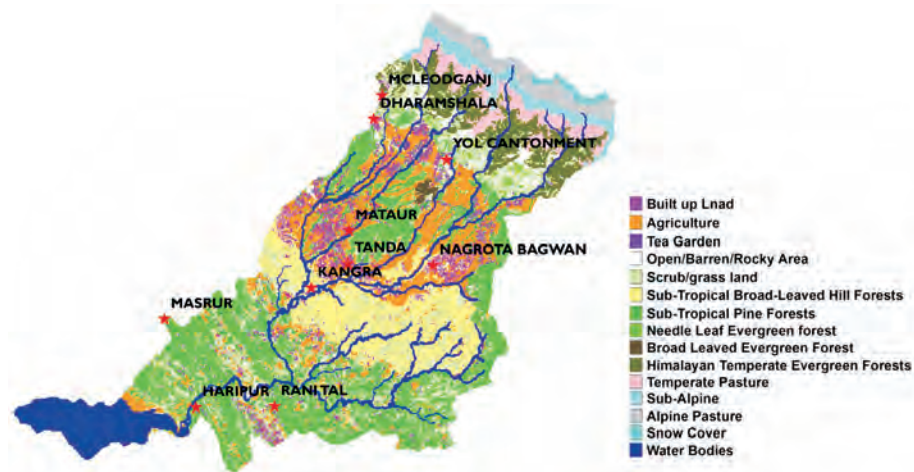 MCLEODGANJ
DHARAMSHALA
YOL CANTONMENT
MATAUR
TANDA
NAGROTA BAGWAN
KANGRA
MASRUR
HARIPUR
RANITAL
Built up Lnad
Agriculture
Tea Garden
Open/Barren/Rocky Area
Scrub/grass land
Sub-Tropical Broad-Leaved Hill Forests
Sub-Tropical Pine Forests
Needle Leaf Evergreen forest
Broad Leaved Evergreen Forest
Himalayan Temperate Evergreen Forests
Temperate Pasture
Sub-Alpine
Alpine Pasture
Snow Cover
Water Bodies